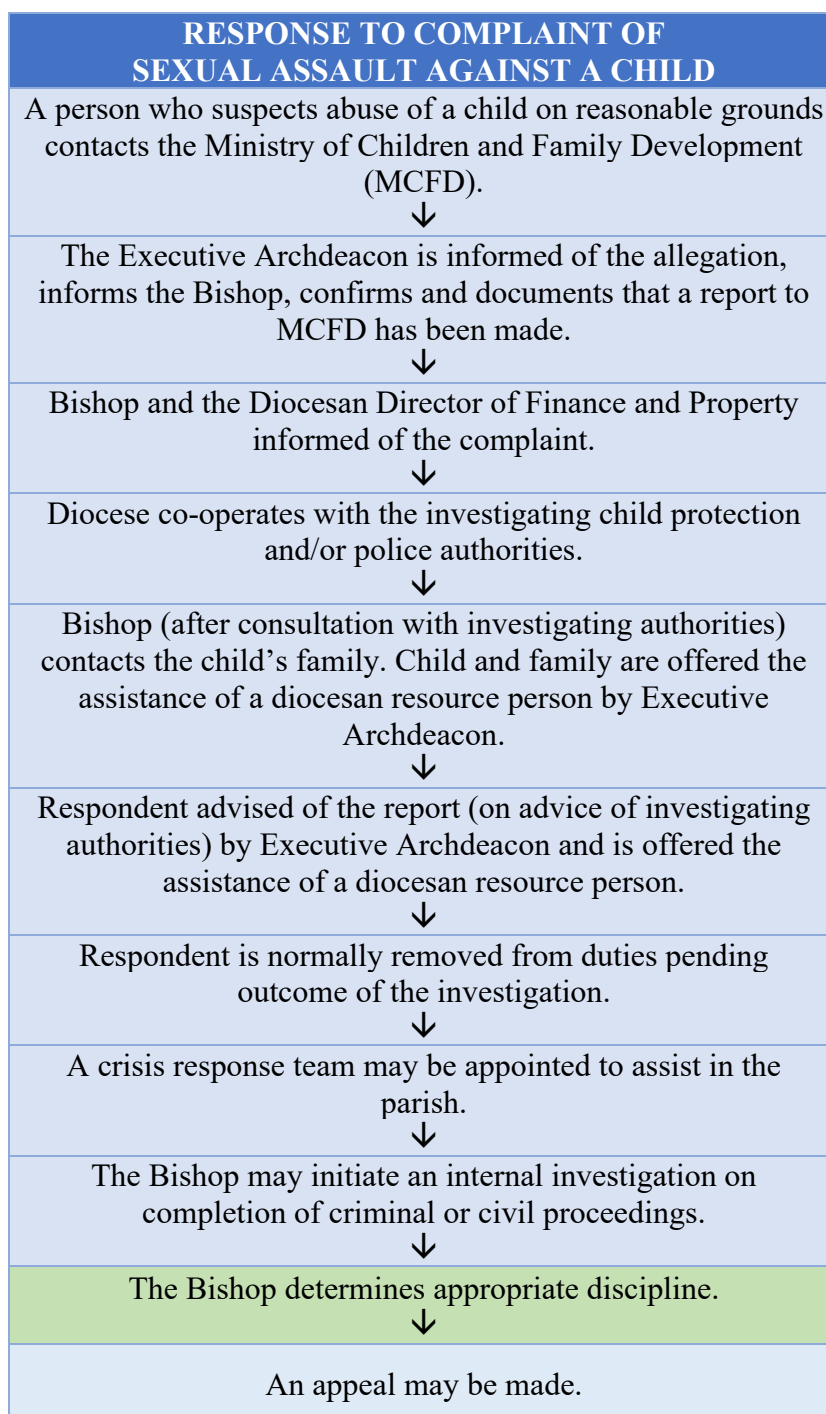 RESPONSE TO COMPLAINT OF
SEXUAL ASSAULT AGAINST A CHILD
A person who suspects abuse of a child on reasonable grounds
contacts the Ministry of Children and Family Development
(MCFD).
↓
The Executive Archdeacon is informed of the allegation,
informs the Bishop, confirms and documents that a report to
MCFD has been made.
↓
Bishop and the Diocesan Director of Finance and Property
informed of the complaint.
↓
Diocese co-operates with the investigating child protection
and/or police authorities.
↓
Bishop (after consultation with investigating authorities)
contacts the child’s family. Child and family are offered the
assistance of a diocesan resource person by Executive
Archdeacon.
↓
Respondent advised of the report (on advice of investigating
authorities) by Executive Archdeacon and is offered the
assistance of a diocesan resource person.
↓
Respondent is normally removed from duties pending
outcome of the investigation.
↓
A crisis response team may be appointed to assist in the
parish.
↓
The Bishop may initiate an internal investigation on
completion of criminal or civil proceedings.
↓
The Bishop determines appropriate discipline.
↓
An appeal may be made.